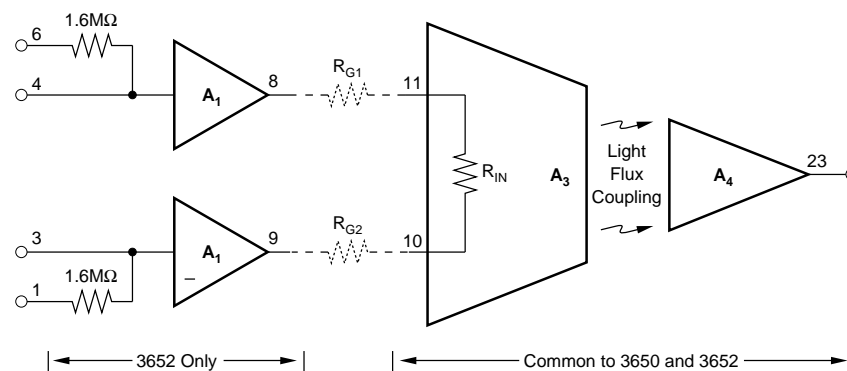 1.6MΩ
6
4
A1
8
RG1
11
RIN
A3
Light
Flux
Coupling
A4
23
3
A1
–
9
RG2
10
1.6MΩ
1
3652 Only
Common to 3650 and 3652